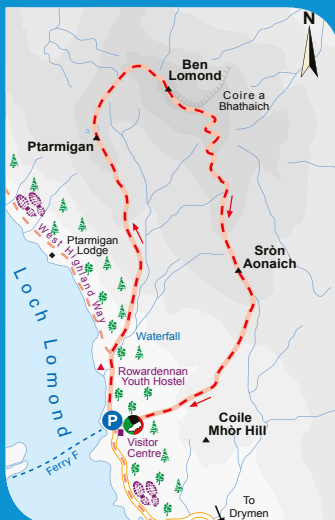 N
Ben
Lomond
Coire a
Bhathaich
Ptarmigan
West Highland Way
Ptarmigan
Lodge
Sròn
Aonaich
Loch Lomond
Waterfall
Rowardennan
Youth Hostel
P
Coile
Mhòr Hill
Visitor
Centre
Ferry F
To
Drymen